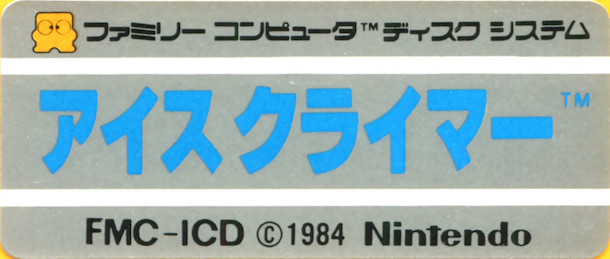 ファミリー コンピュータ™ ディスク システム
アイスクライマー™
FMC-ICD ©1984 Nintendo